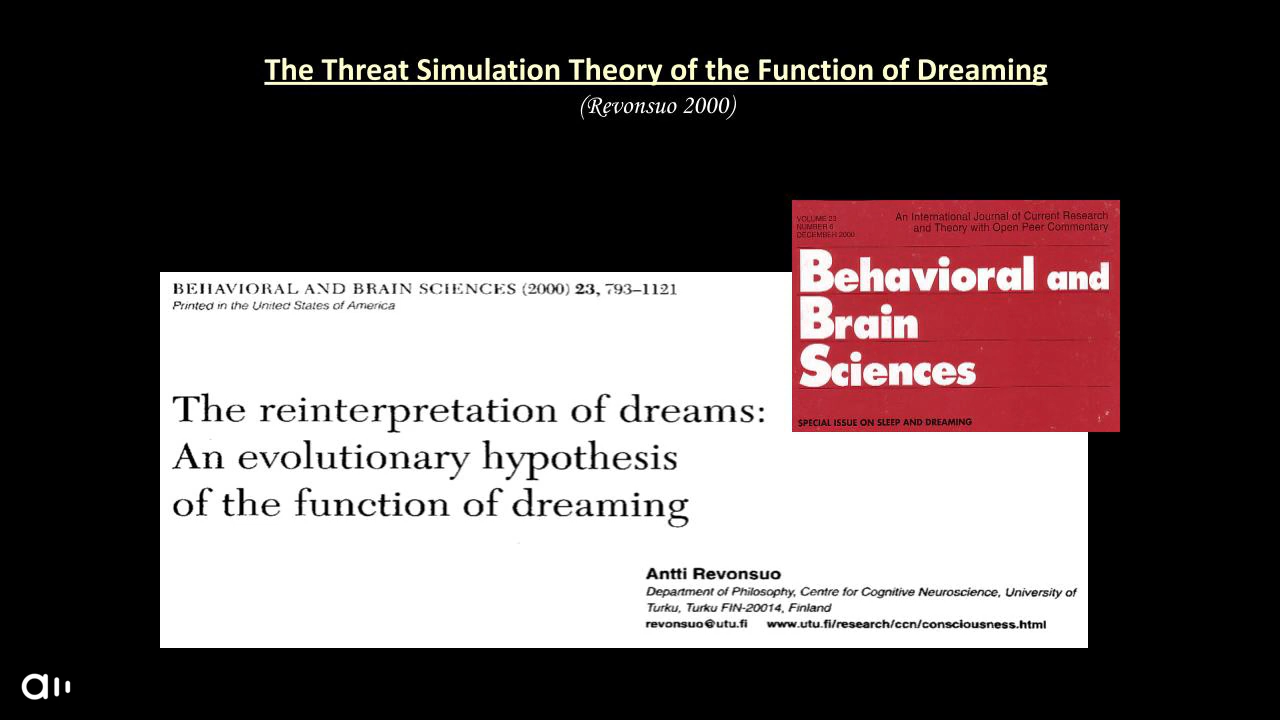 The Threat Simulation Theory of the Function of Dreaming
(Revonsuo 2000)
VOLUME 23
NUMBER 6
DECEMBER 2000
An International Journal of Current Research
and Theory with Open Peer Commentary
Behavioral and
Brain
Sciences
SPECIAL ISSUE ON SLEEP AND DREAMING
BEHAVIORAL AND BRAIN SCIENCES (2000) 23, 793–1121
Printed in the United States of America
The reinterpretation of dreams:
An evolutionary hypothesis
of the function of dreaming
Antti Revonsuo
Department of Philosophy, Centre for Cognitive Neuroscience, University of
Turku, Turku FIN-20014, Finland
revonsuo@utu.fi www.utu.fi/research/ccn/consciousness.html